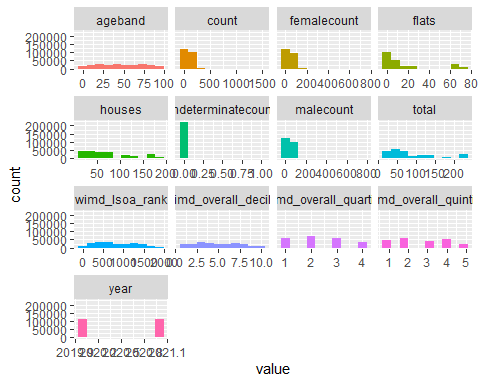 ageband count femalecount flats
200000
150000
100000
50000
0
0 25 50 75 100 0 500 1000 1500 0 200 400 600 800 0 20 40 60 80
houses ndeterminatecoun malecount total
200000
150000
100000
50000
0
50 100 150 200 0.00 0.25 0.50 0.75 1.00 0 200 400 600 800 50 100 150 200
wimd_lsoa_rank imd_overall_decil md_overall_quart md_overall_quint
200000
150000
100000
50000
0
0 500 1000 1500 2000 0.0 2.5 5.0 7.5 10.0 1 2 3 4 1 2 3 4 5
year
200000
150000
100000
50000
0
count
value